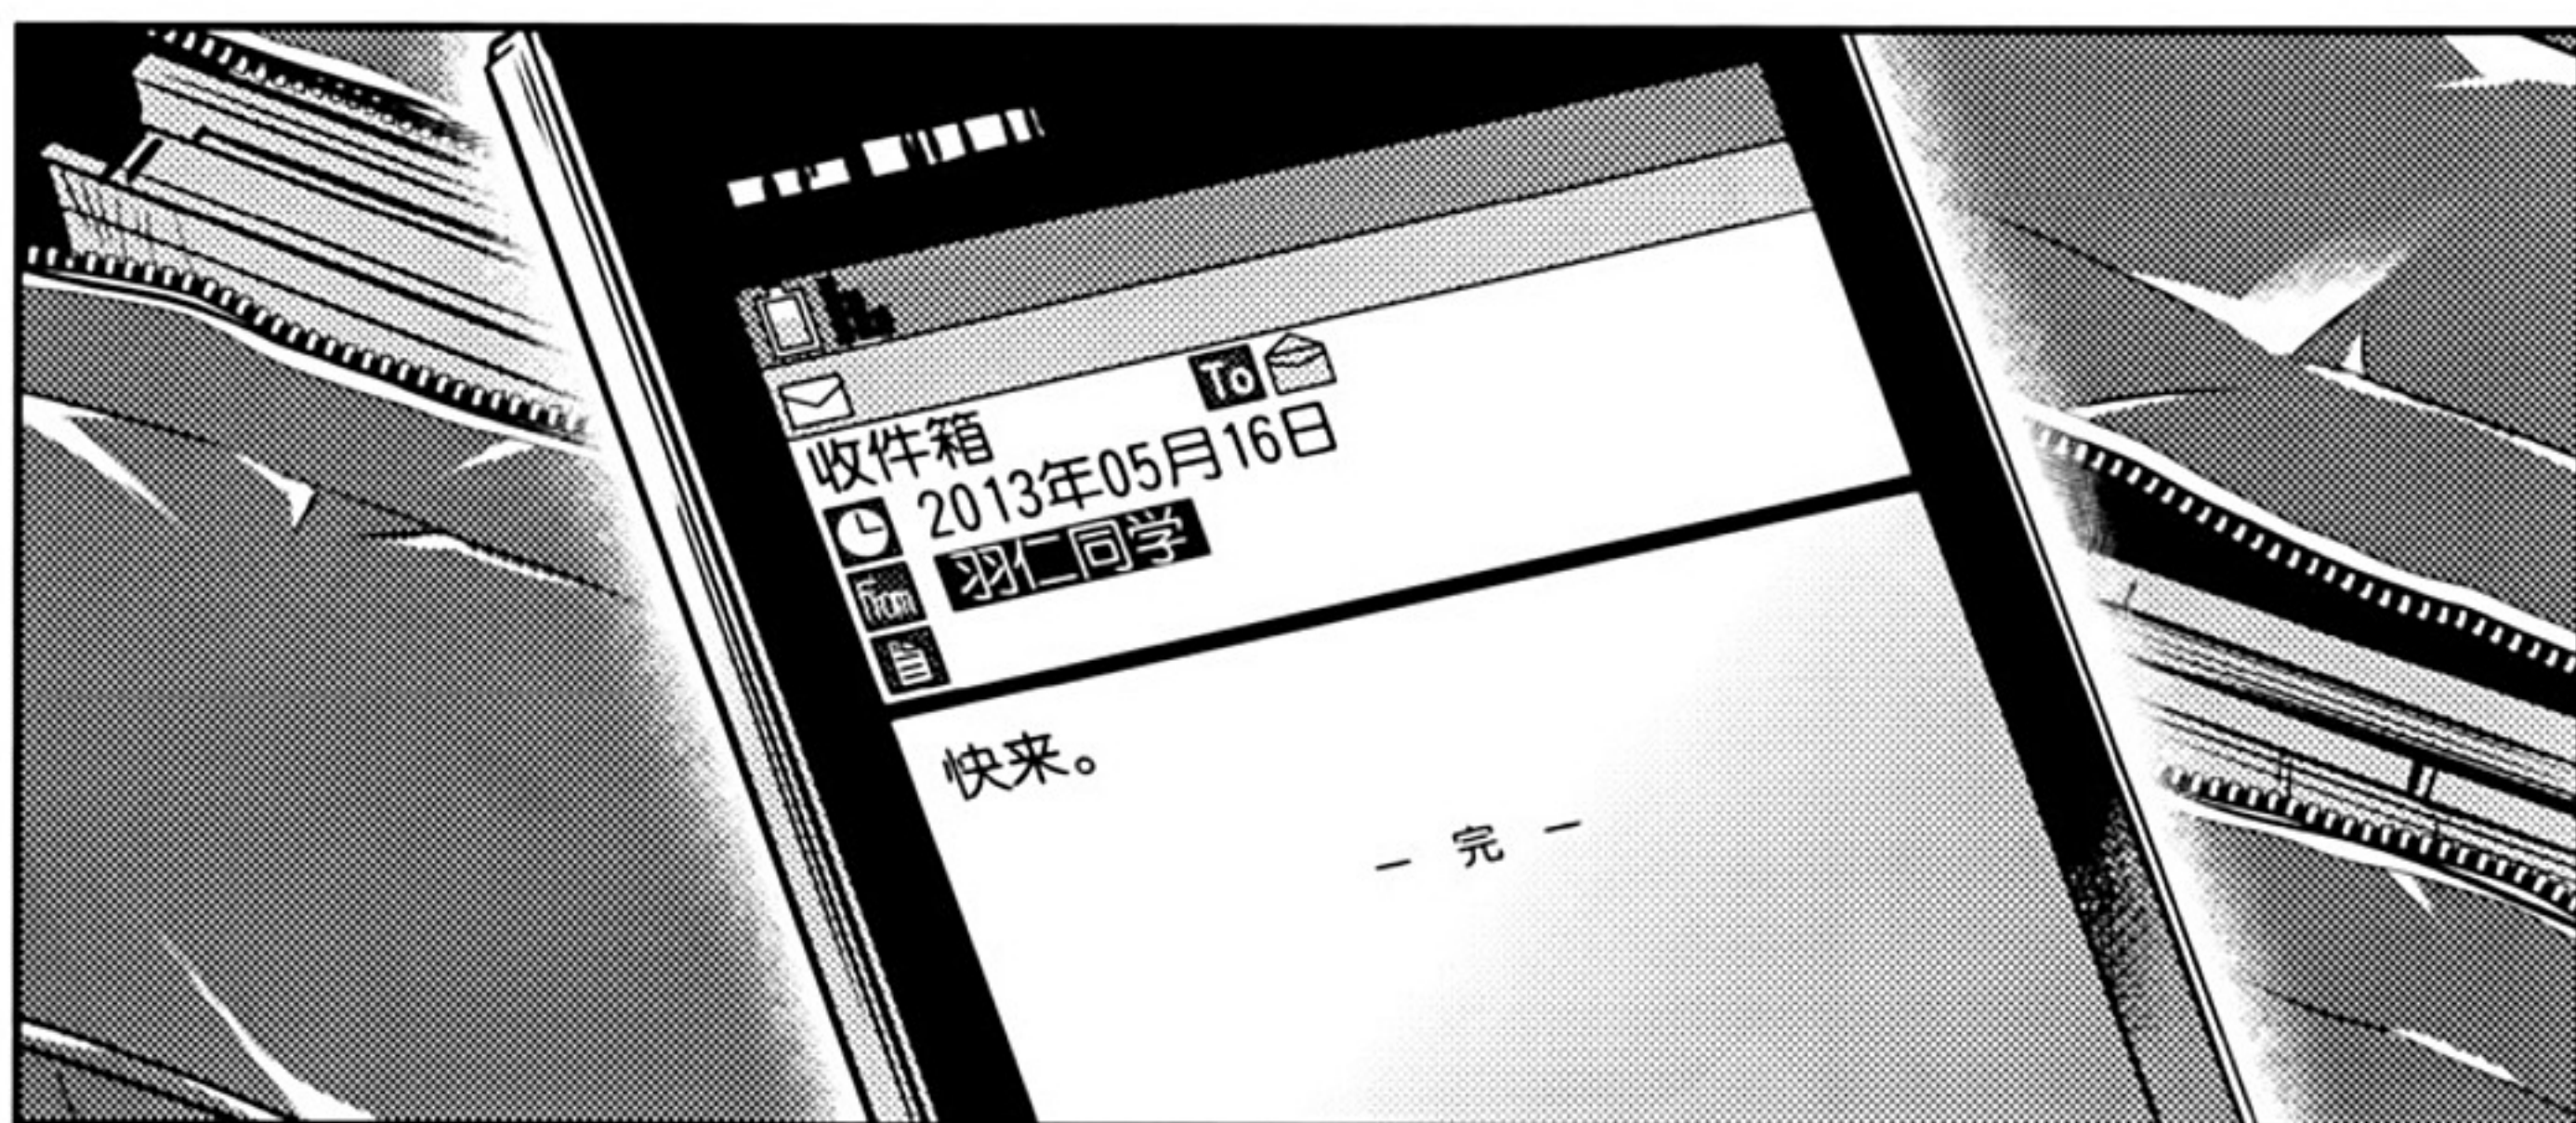 To
收件箱
2013年05月16日
From 羽仁同学
快来。
— 完 —